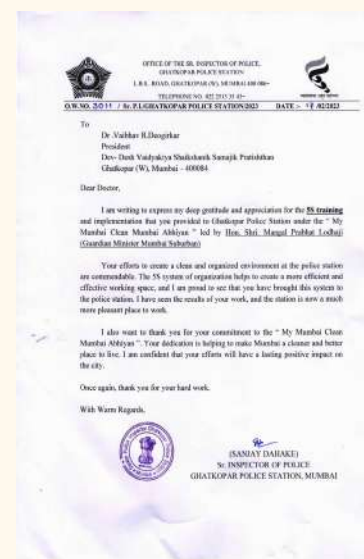 OFFICE OF THE SR. INSPECTOR OF POLICE,
GHATKOPAR POLICE STATION
L.B.S. ROAD, GHATKOPAR (W), MUMBAI 400 086
TELEPHONE NO. 022 2513
O.W.NO. / Sr. P.I.GHATKOPAR POLICE STATION/2023 DATE :- /02/2023
To
Dr .Vaibhav H.Deogirkar
President
Dev- Desh Vaidyakiya Shaikshanik Samajik Pratishthan
Ghatkopar (W), Mumbai - 400084
Dear Doctor,
I am writing to express my deep gratitude and appreciation for the 5S training
and implementation that you provided to Ghatkopar Police Station under the " My
Mumbai Clean Mumbai Abhiyan " led by Hon. Shri. Mangal Prabhat Lodhaji
(Guardian Minister Mumbai Suburban)
Your efforts to create a clean and organized environment at the police station
are commendable. The 5S system of organization helps to create a more efficient and
effective working space, and I am proud to see that you have brought this system to
the police station. I have seen the results of your work, and the station is now a much
more pleasant place to work.
I also want to thank you for your commitment to the " My Mumbai Clean
Mumbai Abhiyan ". Your dedication is helping to make Mumbai a cleaner and better
place to live. I am confident that your efforts will have a lasting positive impact on
the city.
Once again, thank you for your hard work.
With Warm Regards,
(SANJAY DAHAKE)
Sr. INSPECTOR OF POLICE
GHATKOPAR POLICE STATION, MUMBAI